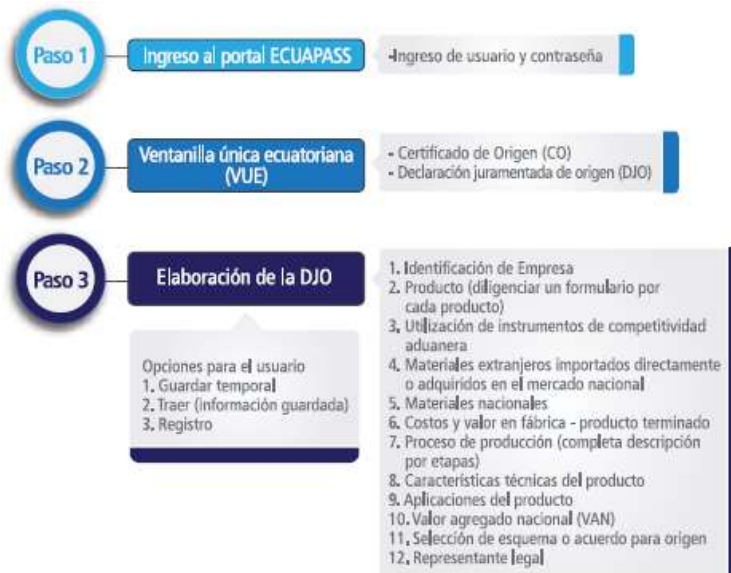 Paso 1
Ingreso al portal ECUAPASS
-Ingreso de usuario y contraseña
Paso 2
Ventanilla única ecuatoriana
(VUE)
- Certificado de Origen (CO)
- Declaración juramentada de origen (DJO)
Paso 3
Elaboración de la DJO
Opciones para el usuario
1. Guardar temporal
2. Traer (información guardada)
3. Registro
1. Identificación de Empresa
2. Producto (diligenciar un formulario por
cada producto)
3. Utilización de instrumentos de competitividad
aduanera
4. Materiales extranjeros importados directamente
o adquiridos en el mercado nacional
5. Materiales nacionales
6. Costos y valor en fábrica - producto terminado
7. Proceso de producción (completa descripción
por etapas)
8. Características técnicas del producto
9. Aplicaciones del producto
10. Valor agregado nacional (VAN)
11. Selección de esquema o acuerdo para origen
12. Representante legal